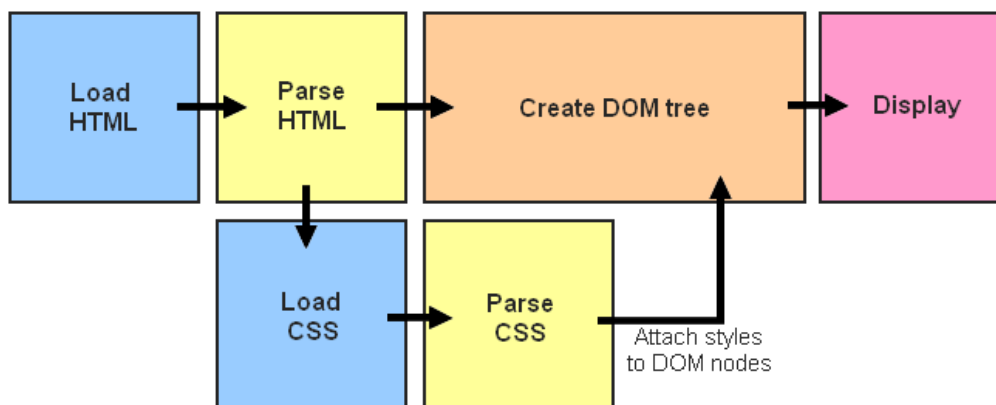 Load
HTML
Parse
HTML
Create DOM tree
Display
Load
CSS
Parse
CSS
Attach styles
to DOM nodes